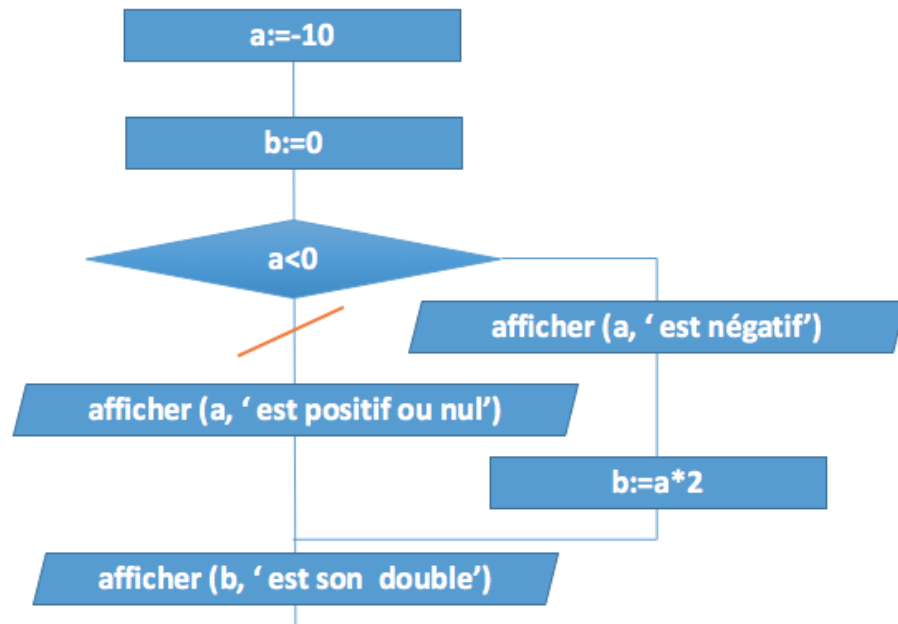 a:=-10
b:=0
a<0
afficher (a, ‘ est négatif’)
afficher (a, ‘ est positif ou nul’)
b:=a*2
afficher (b, ‘ est son  double’)